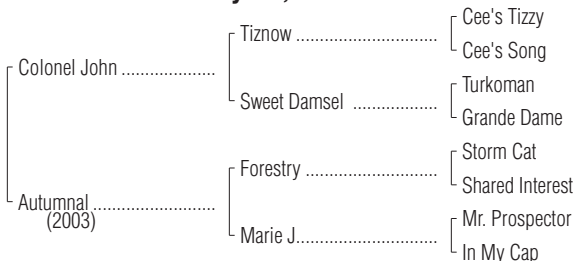 Cee's Tizzy
Tiznow
Cee's Song
Colonel John
Turkoman
Sweet Damsel
Grande Dame
Storm Cat
Forestry
Shared Interest
Autumnal
(2003)
Mr. Prospector
Marie J.
In My Cap